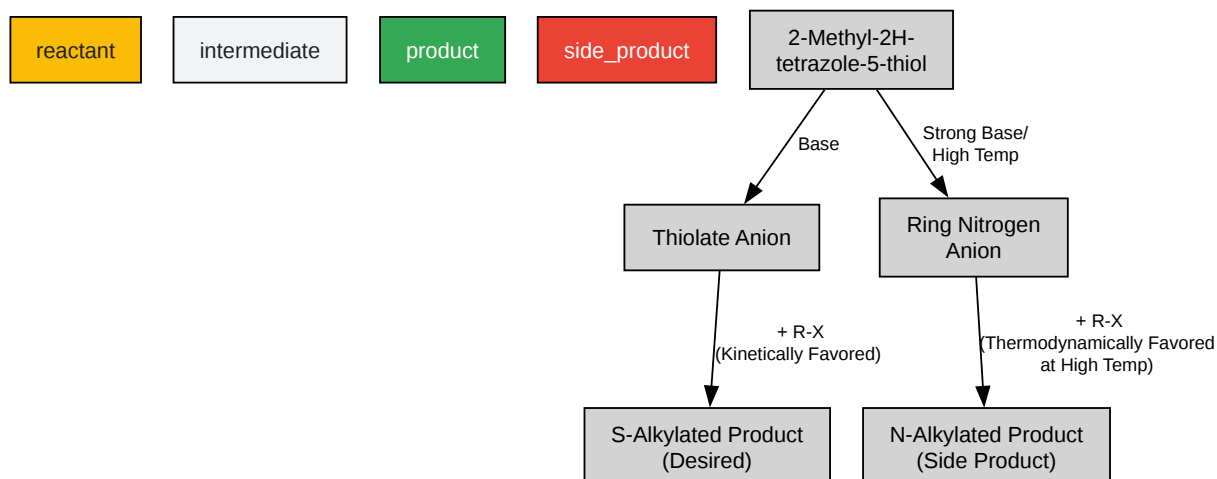 reactant
intermediate
product
side_product
2-Methyl-2H-
tetrazole-5-thiol
Base
Strong Base/
High Temp
Thiolate Anion
Ring Nitrogen
Anion
+ R-X
(Kinetically Favored)
+ R-X
(Thermodynamically Favored
at High Temp)
S-Alkylated Product
(Desired)
N-Alkylated Product
(Side Product)